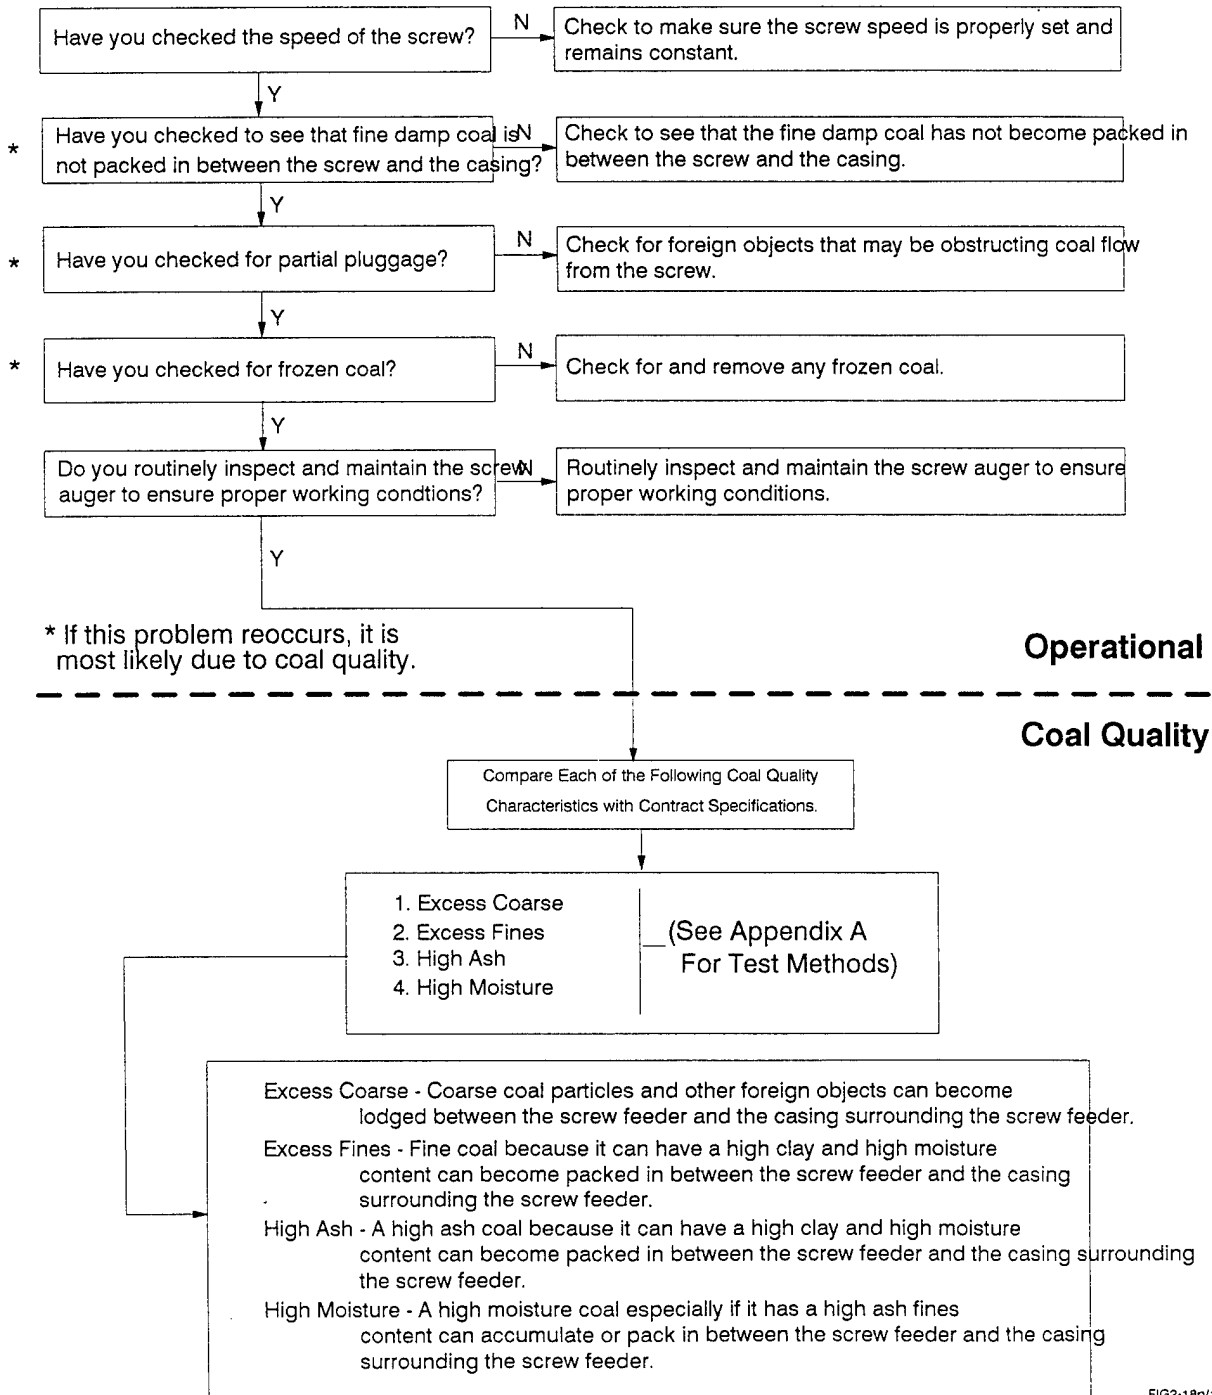 Have you checked the speed of the screw?
N
Check to make sure the screw speed is properly set and
remains constant.
Y
*
Have you checked to see that fine damp coal is
not packed in between the screw and the casing?
N
Check to see that the fine damp coal has not become packed in
between the screw and the casing.
Y
*
Have you checked for partial pluggage?
N
Check for foreign objects that may be obstructing coal flow
from the screw.
Y
*
Have you checked for frozen coal?
N
Check for and remove any frozen coal.
Y
Do you routinely inspect and maintain the screw
auger to ensure proper working condtions?
N
Routinely inspect and maintain the screw auger to ensure
proper working conditions.
Y
* If this problem reoccurs, it is
most likely due to coal quality.
Operational
Coal Quality
Compare Each of the Following Coal Quality
Characteristics with Contract Specifications.
1. Excess Coarse
2. Excess Fines
3. High Ash
4. High Moisture
(See Appendix A
For Test Methods)
Excess Coarse - Coarse coal particles and other foreign objects can become
lodged between the screw feeder and the casing surrounding the screw feeder.
Excess Fines - Fine coal because it can have a high clay and high moisture
content can become packed in between the screw feeder and the casing
surrounding the screw feeder.
High Ash - A high ash coal because it can have a high clay and high moisture
content can become packed in between the screw feeder and the casing surrounding
the screw feeder.
High Moisture - A high moisture coal especially if it has a high ash fines
content can accumulate or pack in between the screw feeder and the casing
surrounding the screw feeder.